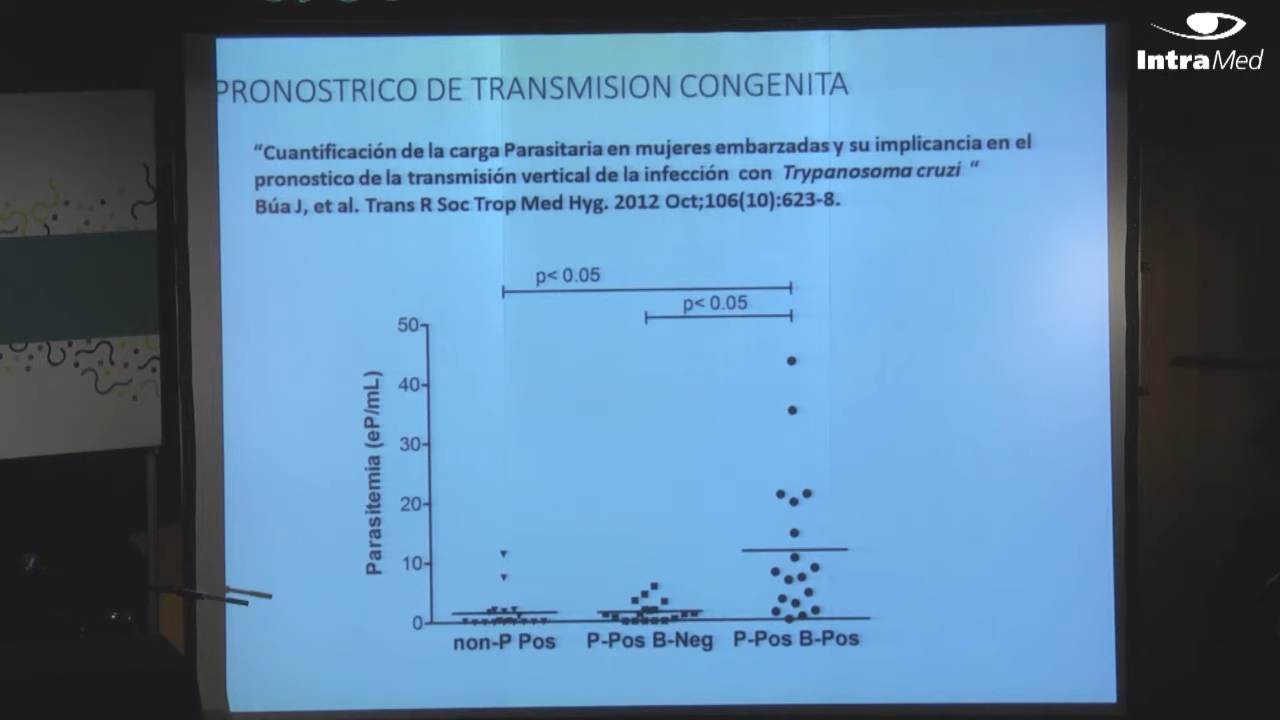 IntraMed
PRONOSTRICO DE TRANSMISION CONGENITA
“Cuantificación de la carga Parasitaria en mujeres embarzadas y su implicancia en el
pronostico de la transmisión vertical de la infección con Trypanosoma cruzi “
Búa J, et al. Trans R Soc Trop Med Hyg. 2012 Oct;106(10):623-8.
p< 0.05
p< 0.05
50
40
30
20
10
0
Parasitemia (eP/mL)
non-P Pos P-Pos B-Neg P-Pos B-Pos